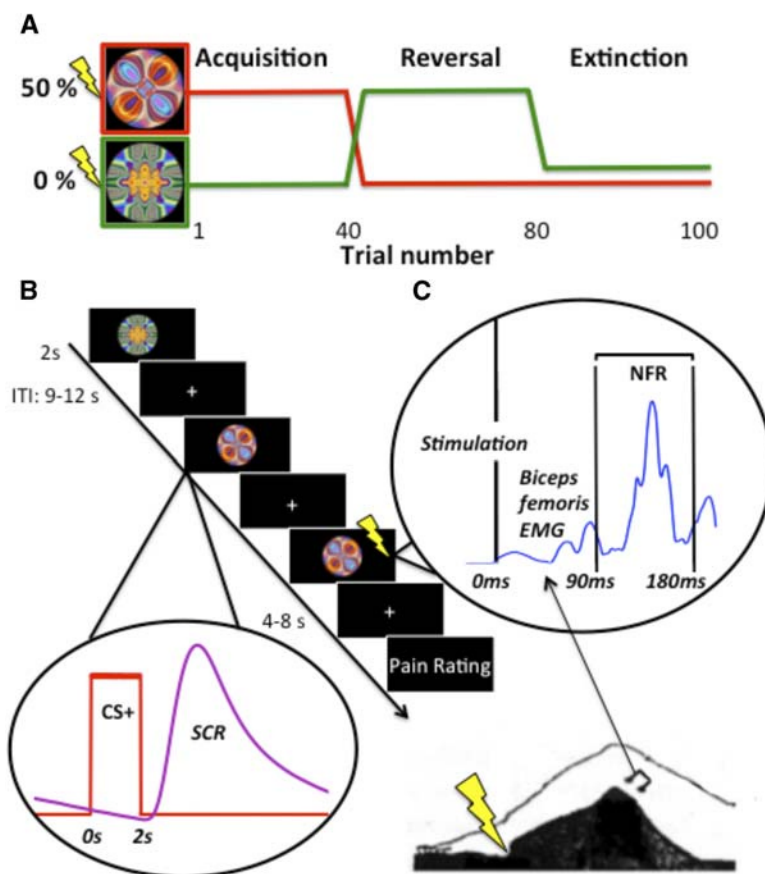 A
Acquisition Reversal Extinction
50 %
0 %
1 40 80 100
Trial number
B
2s
ITI: 9-12 s
4-8 s
Pain Rating
CS+
SCR
0s 2s
C
NFR
Stimulation
Biceps
femoris
EMG
0ms 90ms 180ms